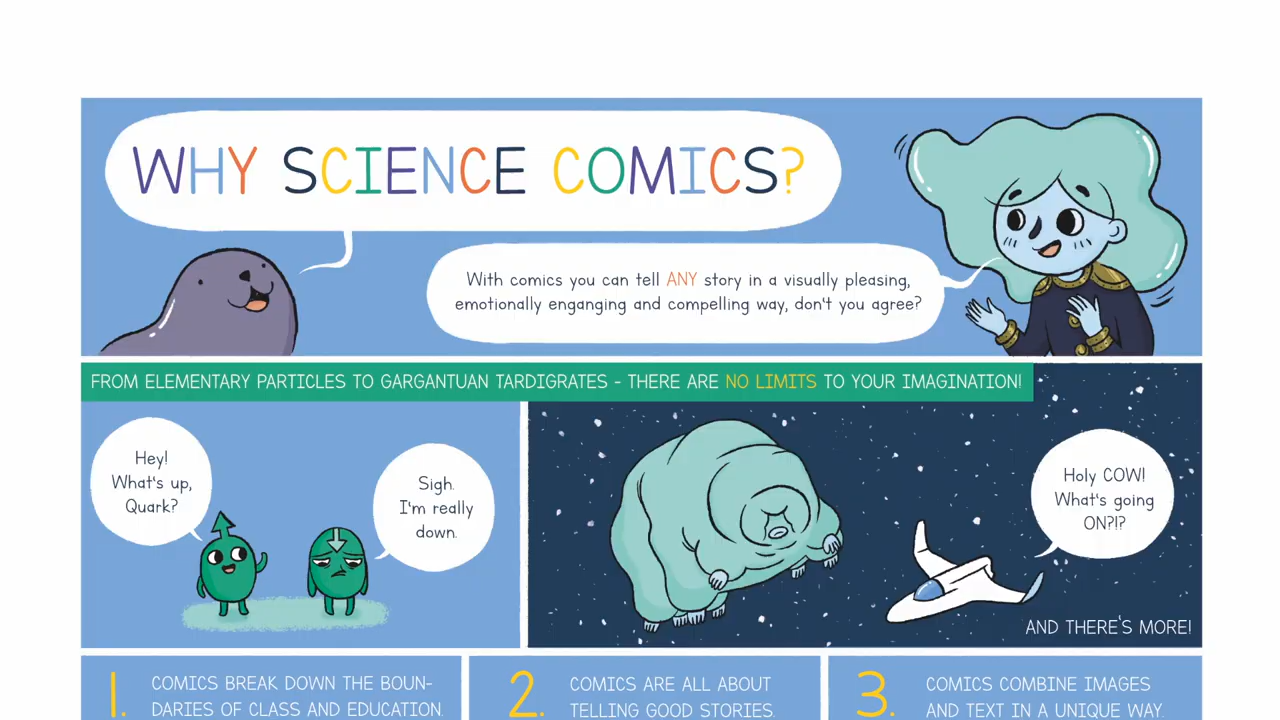 WHY SCIENCE COMICS?
With comics you can tell ANY story in a visually pleasing,
emotionally enganging and compelling way, don't you agree?
FROM ELEMENTARY PARTICLES TO GARGANTUAN TARDIGRATES - THERE ARE NO LIMITS TO YOUR IMAGINATION!
Hey!
What's up,
Quark?
Sigh.
I'm really
down.
Holy COW!
What's going
ON?!?
AND THERE'S MORE!
1. COMICS BREAK DOWN THE BOUN-
DARIES OF CLASS AND EDUCATION.
2. COMICS ARE ALL ABOUT
TELLING GOOD STORIES.
3. COMICS COMBINE IMAGES
AND TEXT IN A UNIQUE WAY.